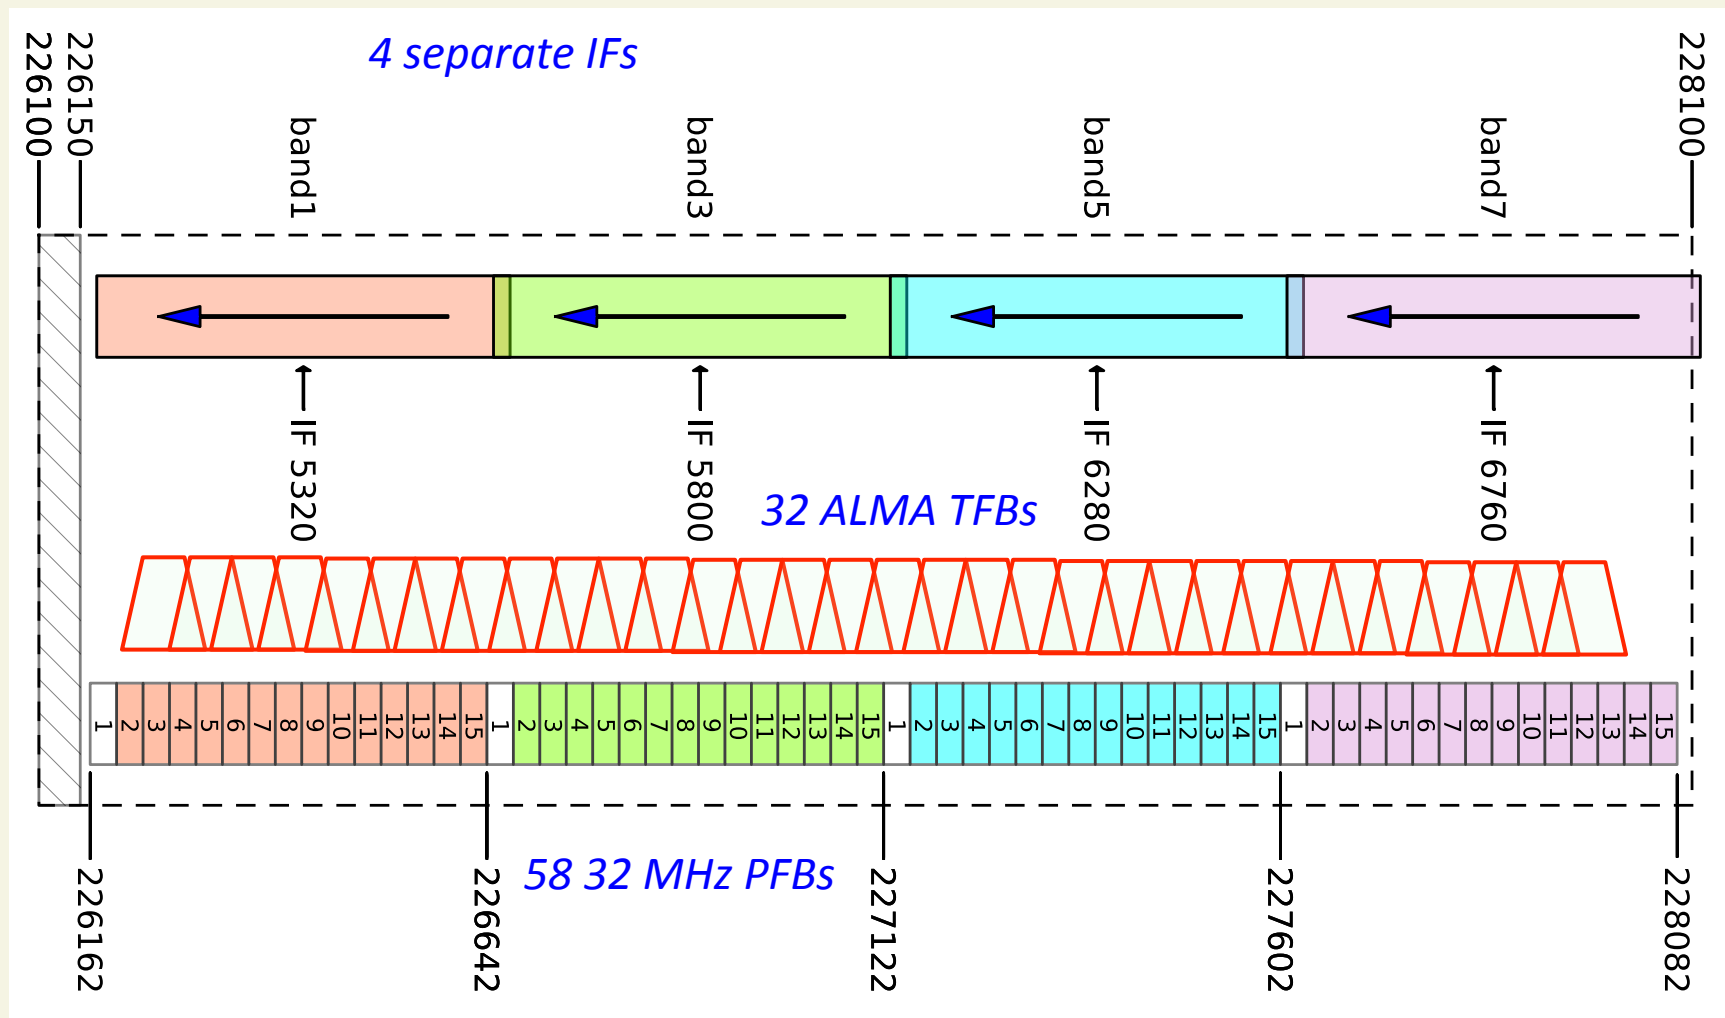 226100
226150
4 separate IFs
228100
band1
band3
band5
band7
IF 5320
IF 5800
IF 6280
IF 6760
32 ALMA TFBs
1 2 3 4 5 6 7 8 9 10 11 12 13 14 15 1 2 3 4 5 6 7 8 9 10 11 12 13 14 15 1 2 3 4 5 6 7 8 9 10 11 12 13 14 15 1 2 3 4 5 6 7 8 9 10 11 12 13 14 15
58 32 MHz PFBs
226162
226642
227122
227602
228082